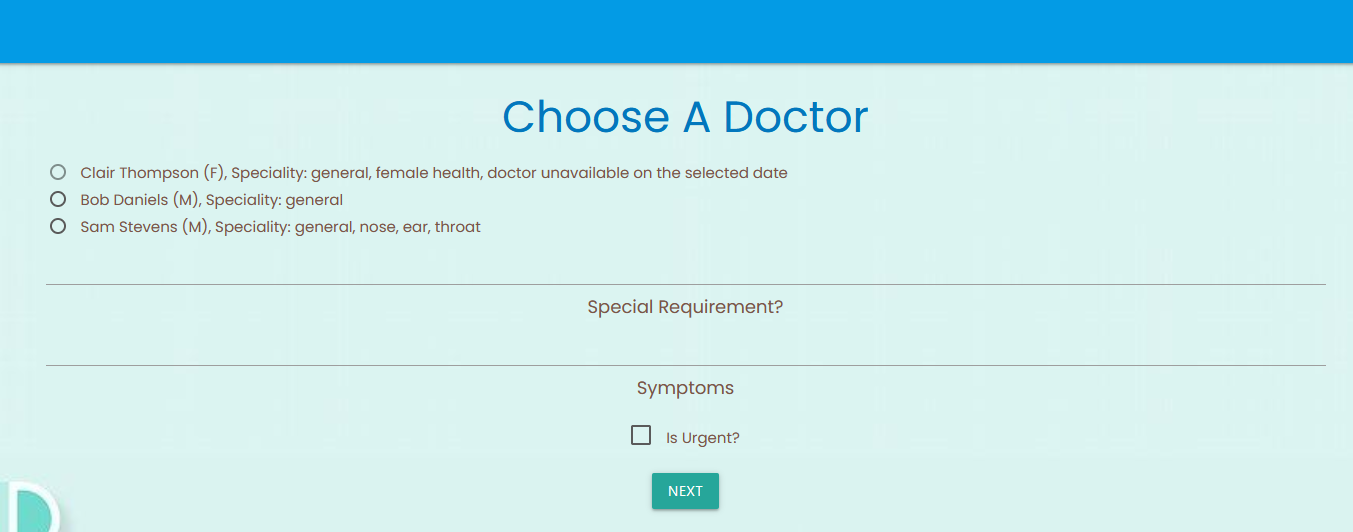 Choose A Doctor
Clair Thompson (F), Speciality: general, female health, doctor unavailable on the selected date
Bob Daniels (M), Speciality: general
Sam Stevens (M), Speciality: general, nose, ear, throat
Special Requirement?
Symptoms
Is Urgent?
NEXT
D